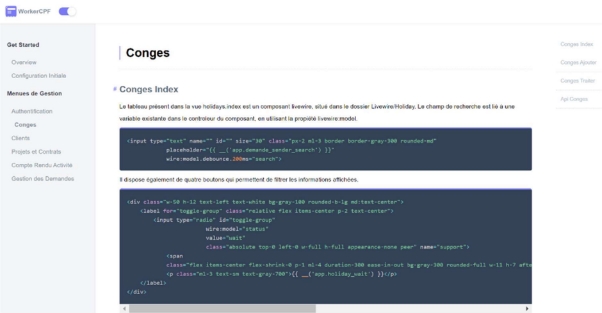 WorkerCPF
Get Started
Overview
Configuration Initiale
Menues de Gestion
Authentification
Conges
Clients
Projets et Contrats
Compte Rendu Activité
Gestion des Demandes
Conges
# Conges Index
Le tableau présent dans la vue holidays.index est un composant livewire, situé dans le dossier Livewire/Holiday. Le champ de recherche est lié à une
variable existante dans le controleur du composant, en utilisant la propiété livewire:model.
<input type="text" name="" id="" size="30" class="px-2 ml-3 border border-gray-300 rounded-md"
placeholder="{{ __('app.demande_sender_search') }}"
wire:model.debounce.200ms="search">
Il dispose également de quatre boutons qui permettent de filtrer les informations affichées.
<div class="w-50 h-12 text-left text-white bg-gray-100 rounded-b-lg md:text-center">
<label for="toggle-group" class="relative flex items-center p-2 text-center">
<input type="radio" id="toggle-group"
wire:model="status"
value="wait"
class="absolute top-0 left-0 w-full h-full appearance-none peer" name="support">
<span
class="flex items-center flex-shrink-0 p-1 ml-4 duration-300 ease-in-out bg-gray-300 rounded-full w-11 h-7 afte
<p class="ml-3 text-sm text-gray-700">{{ __('app.holiday_wait') }}</p>
</label>
</div>
Conges Index
Conges Ajouter
Conges Traiter
Api Conges